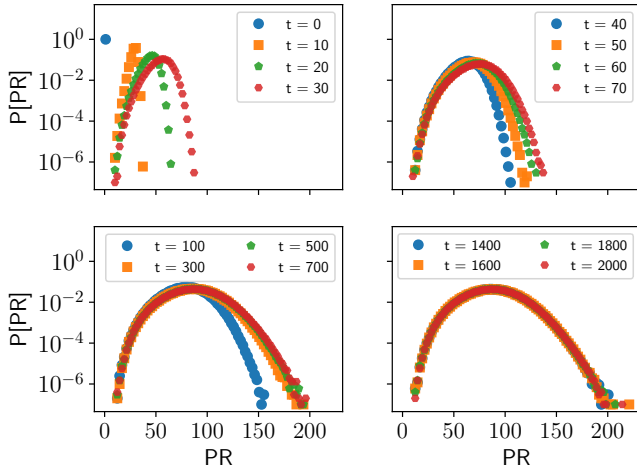 P[PR]
10^0
10^-2
10^-4
10^-6
t = 0
t = 10
t = 20
t = 30
t = 40
t = 50
t = 60
t = 70
P[PR]
10^0
10^-2
10^-4
10^-6
t = 100
t = 300
t = 500
t = 700
t = 1400
t = 1600
t = 1800
t = 2000
0 50 100 150 200
0 50 100 150 200
PR
PR